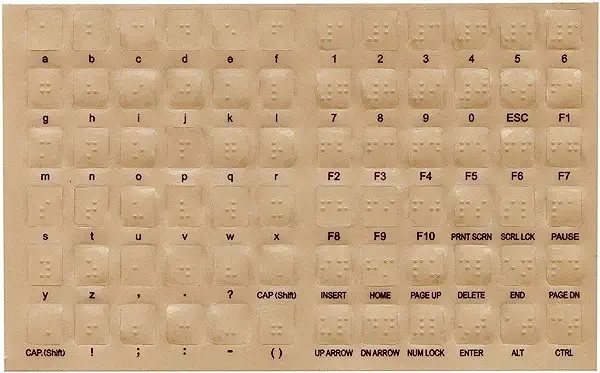 a b c d e f 1 2 3 4 5 6
g h i j k l 7 8 9 0 ESC F1
m n o p q r F2 F3 F4 F5 F6 F7
s t u v w x F8 F9 F10 PRNT SCRN SCRL LCK PAUSE
y z , . ? CAP (Shift) INSERT HOME PAGE UP DELETE END PAGE DN
CAP.(Shift) ! ; : - ( ) UP ARROW DN ARROW NUM LOCK ENTER ALT CTRL